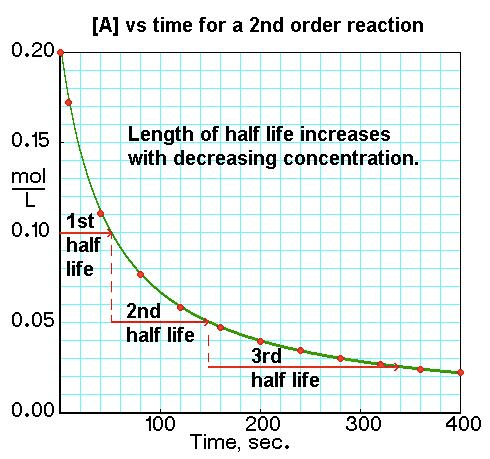 [A] vs time for a 2nd order reaction
0.20
0.15
Length of half life increases
with decreasing concentration.
mol
L
0.10
1st
half
life
0.05
2nd
half life
3rd
half life
0.00
100
200
300
400
Time, sec.